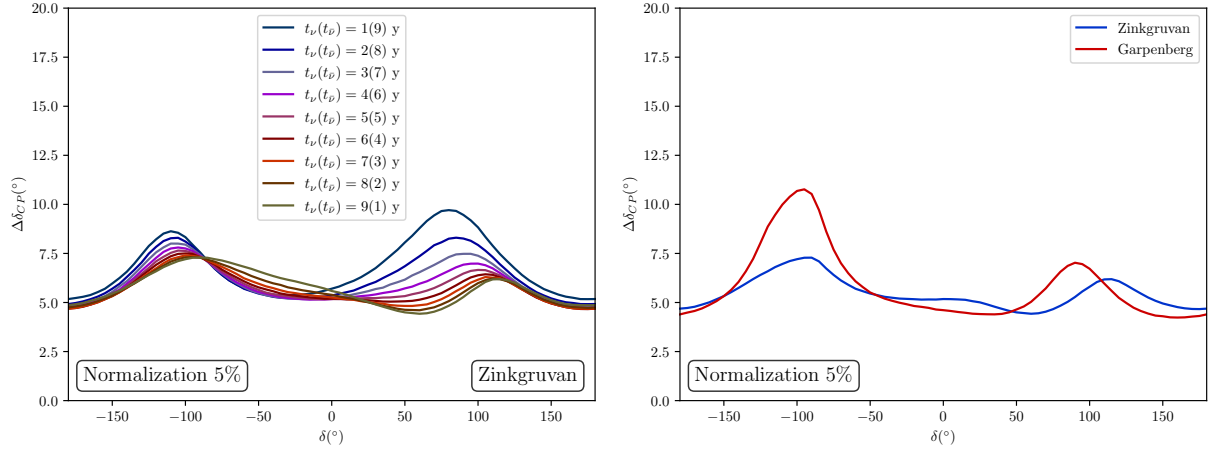 20.0
17.5
15.0
12.5
10.0
7.5
5.0
2.5
0.0
Δδ_{CP}(°)
t_ν(t_ν̄) = 1(9) y
t_ν(t_ν̄) = 2(8) y
t_ν(t_ν̄) = 3(7) y
t_ν(t_ν̄) = 4(6) y
t_ν(t_ν̄) = 5(5) y
t_ν(t_ν̄) = 6(4) y
t_ν(t_ν̄) = 7(3) y
t_ν(t_ν̄) = 8(2) y
t_ν(t_ν̄) = 9(1) y
Normalization 5%
Zinkgruvan
−150 −100 −50 0 50 100 150
δ(°)
20.0
17.5
15.0
12.5
10.0
7.5
5.0
2.5
0.0
Δδ_{CP}(°)
Zinkgruvan
Garpenberg
Normalization 5%
−150 −100 −50 0 50 100 150
δ(°)